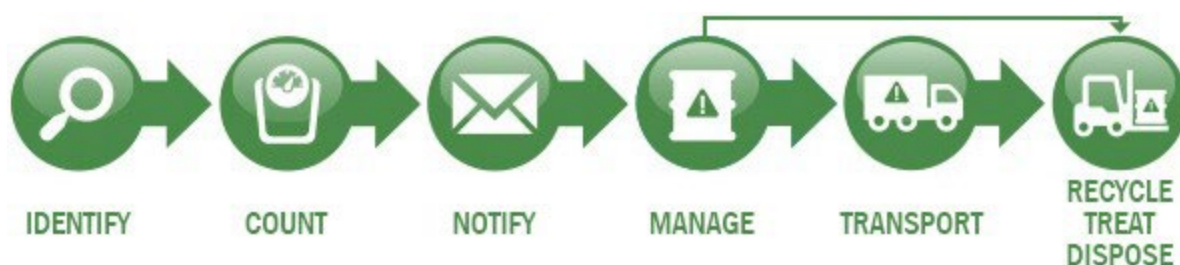 IDENTIFY
COUNT
NOTIFY
MANAGE
TRANSPORT
RECYCLE
TREAT
DISPOSE